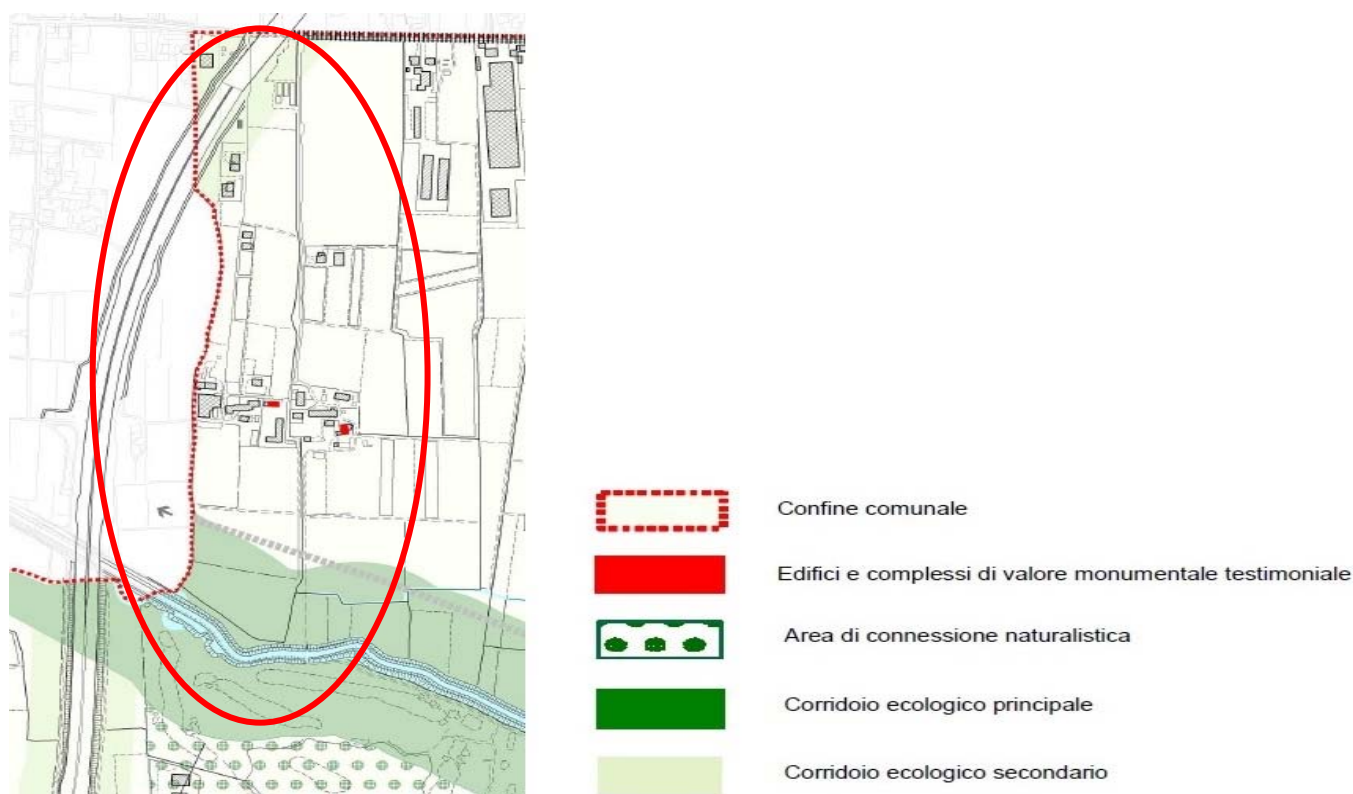 Confine comunale
Edifici e complessi di valore monumentale testimoniale
Area di connessione naturalistica
Corridoio ecologico principale
Corridoio ecologico secondario